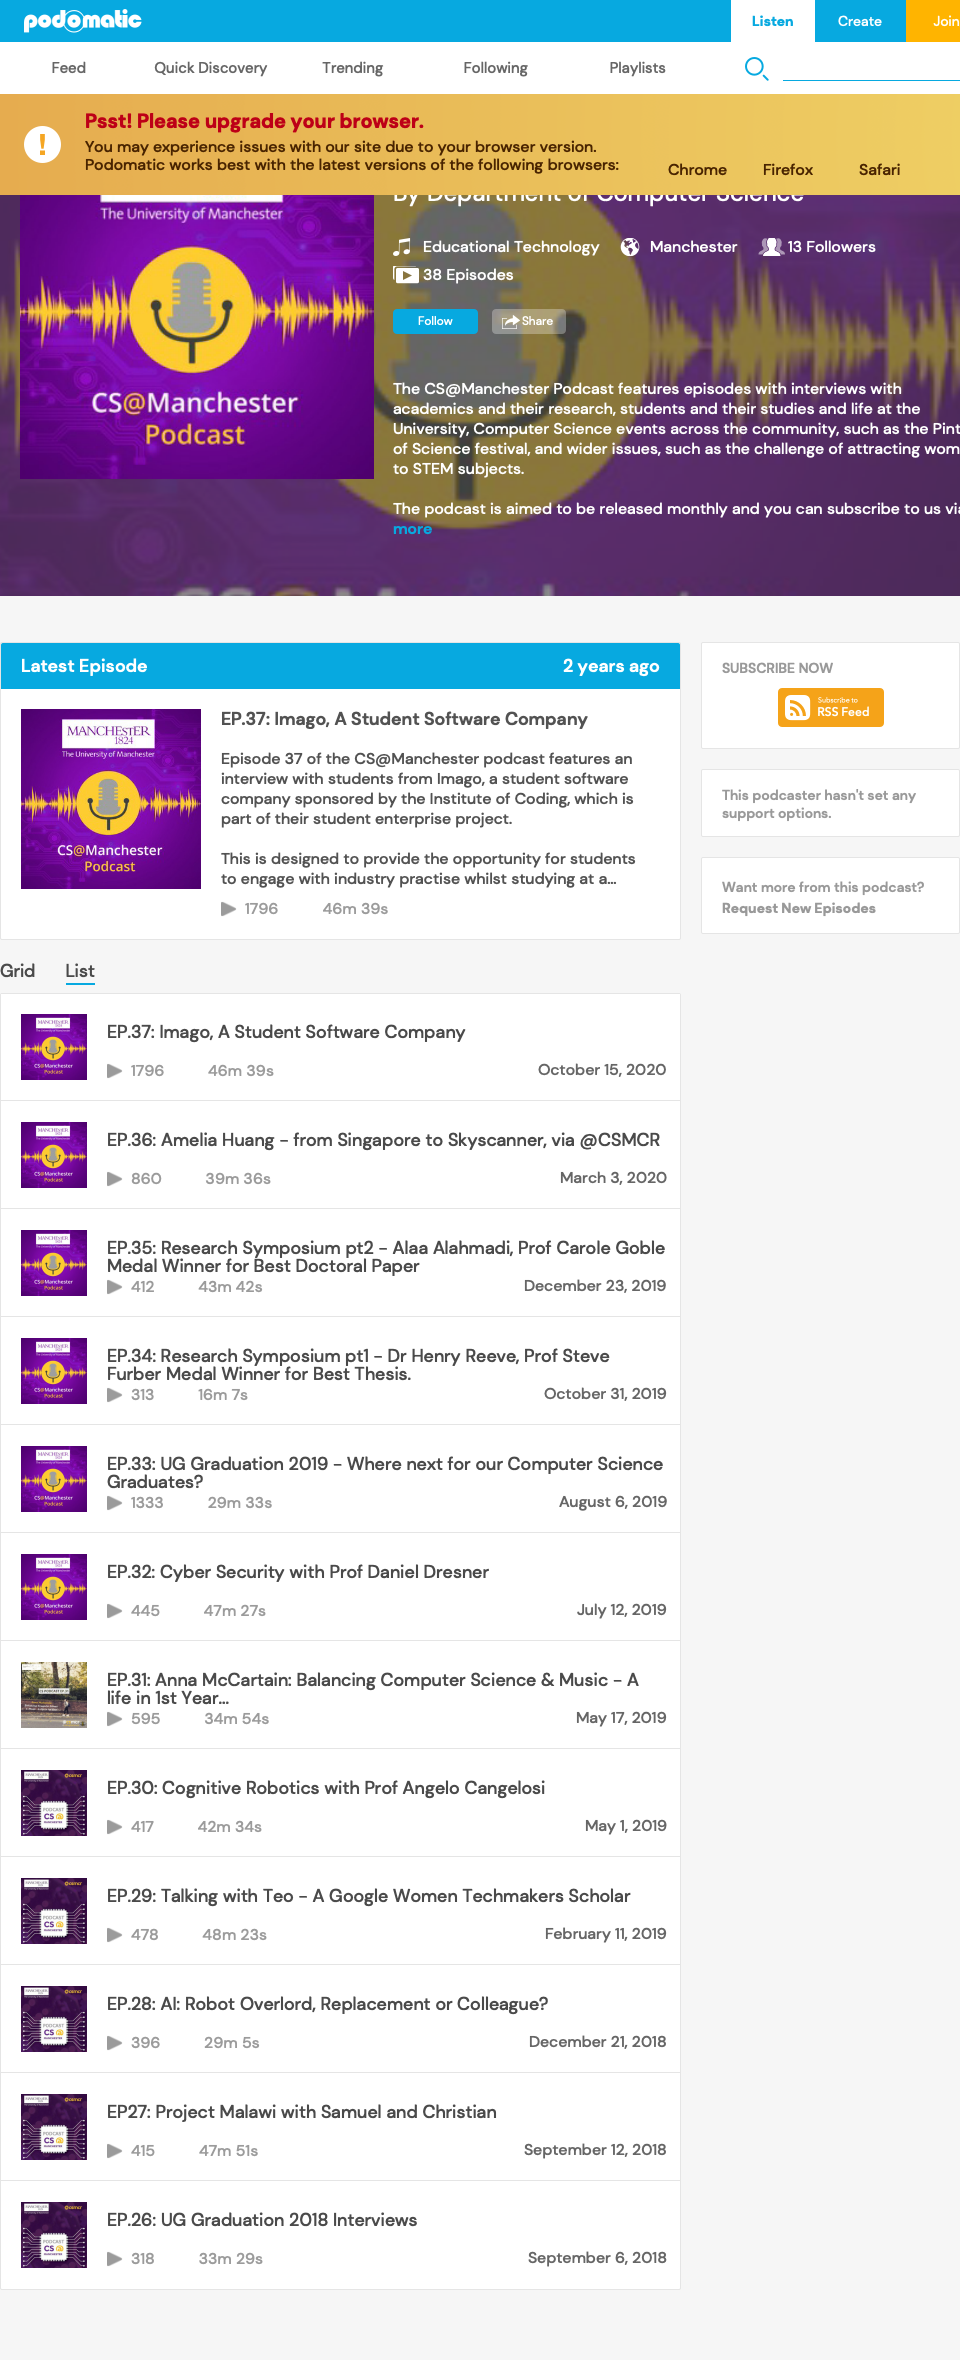 podomatic
Listen
Create
Join
Feed
Quick Discovery
Trending
Following
Playlists
Psst! Please upgrade your browser.
You may experience issues with our site due to your browser version.
Podomatic works best with the latest versions of the following browsers:
Chrome
Firefox
Safari
By Department of Computer Science
The University of Manchester
CS@Manchester
Podcast
Educational Technology
Manchester
13 Followers
38 Episodes
Follow
Share
The CS@Manchester Podcast features episodes with interviews with
academics and their research, students and their studies and life at the
University, Computer Science events across the community, such as the Pint
of Science festival, and wider issues, such as the challenge of attracting wom
to STEM subjects.
The podcast is aimed to be released monthly and you can subscribe to us via
more
Latest Episode
2 years ago
MANCHESTER
1824
The University of Manchester
CS@Manchester
Podcast
EP.37: Imago, A Student Software Company
Episode 37 of the CS@Manchester podcast features an
interview with students from Imago, a student software
company sponsored by the Institute of Coding, which is
part of their student enterprise project.
This is designed to provide the opportunity for students
to engage with industry practise whilst studying at a...
1796
46m 39s
SUBSCRIBE NOW
Subscribe to
RSS Feed
This podcaster hasn't set any
support options.
Want more from this podcast?
Request New Episodes
Grid
List
EP.37: Imago, A Student Software Company
1796
46m 39s
October 15, 2020
EP.36: Amelia Huang - from Singapore to Skyscanner, via @CSMCR
860
39m 36s
March 3, 2020
EP.35: Research Symposium pt2 - Alaa Alahmadi, Prof Carole Goble
Medal Winner for Best Doctoral Paper
412
43m 42s
December 23, 2019
EP.34: Research Symposium pt1 - Dr Henry Reeve, Prof Steve
Furber Medal Winner for Best Thesis.
313
16m 7s
October 31, 2019
EP.33: UG Graduation 2019 - Where next for our Computer Science
Graduates?
1333
29m 33s
August 6, 2019
EP.32: Cyber Security with Prof Daniel Dresner
445
47m 27s
July 12, 2019
EP.31: Anna McCartain: Balancing Computer Science & Music - A
life in 1st Year...
595
34m 54s
May 17, 2019
EP.30: Cognitive Robotics with Prof Angelo Cangelosi
417
42m 34s
May 1, 2019
EP.29: Talking with Teo - A Google Women Techmakers Scholar
478
48m 23s
February 11, 2019
EP.28: AI: Robot Overlord, Replacement or Colleague?
396
29m 5s
December 21, 2018
EP27: Project Malawi with Samuel and Christian
415
47m 51s
September 12, 2018
EP.26: UG Graduation 2018 Interviews
318
33m 29s
September 6, 2018